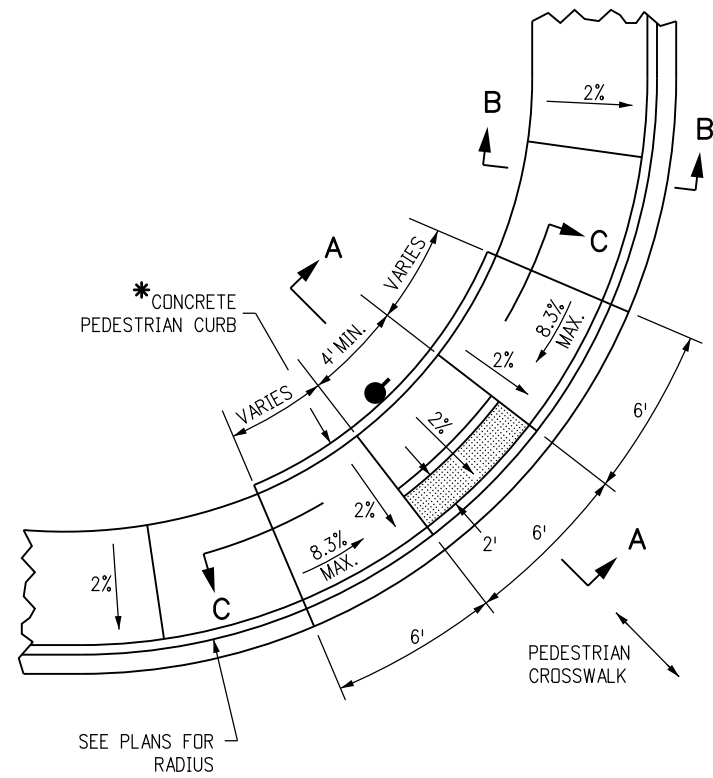 2%
B
B
C
A
VARIES
*CONCRETE
PEDESTRIAN CURB
4' MIN.
8.3%
MAX.
2%
VARIES
2%
6'
2%
8.3%
MAX.
2%
2'
6'
A
C
6'
PEDESTRIAN
CROSSWALK
SEE PLANS FOR
RADIUS